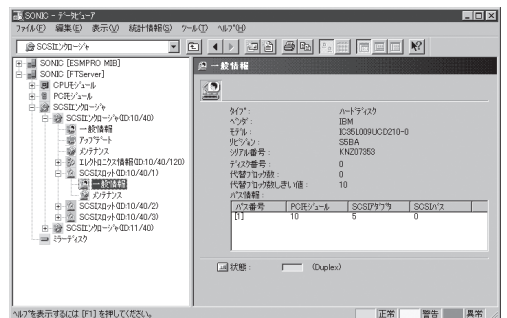 SONIC - ﾃﾞｰﾀﾋﾞｭｰｱ
ﾌｧｲﾙ(F) 編集(E) 表示(V) 統計情報(S) ﾂｰﾙ(T) ﾍﾙﾌﾟ(H)
SCSIｴﾝｸﾛｰｼﾞｬ
SONIC [ESMPRO MIB]
SONIC [FTServer]
CPUﾓｼﾞｭｰﾙ
PCIﾓｼﾞｭｰﾙ
SCSIｴﾝｸﾛｰｼﾞｬ
SCSIｴﾝｸﾛｰｼﾞｬ(ID:10/40)
一般情報
ｱｯﾌﾟﾃﾞｰﾄ
ﾒﾝﾃﾅﾝｽ
ｴﾚｸﾄﾛﾆｸｽ情報(ID:10/40/120)
SCSIｽﾛｯﾄ(ID:10/40/1)
一般情報
ﾒﾝﾃﾅﾝｽ
SCSIｽﾛｯﾄ(ID:10/40/2)
SCSIｽﾛｯﾄ(ID:10/40/3)
SCSIｴﾝｸﾛｰｼﾞｬ(ID:11/40)
ﾐﾗｰﾃﾞｨｽｸ
一般情報
ﾀｲﾌﾟ: ﾊｰﾄﾞﾃﾞｨｽｸ
ﾍﾞﾝﾀﾞ: IBM
ﾓﾃﾞﾙ: IC35L009UCD210-0
ﾘﾋﾞｼﾞｮﾝ: S5BA
ｼﾘｱﾙ番号: KNZ07353
ﾃﾞｨｽｸ番号: 0
代替ﾌﾞﾛｯｸ数: 0
代替ﾌﾞﾛｯｸ数しきい値: 10
ﾊﾟｽ情報:
ﾊﾟｽ番号 PCIﾓｼﾞｭｰﾙ SCSIｱﾀﾞﾌﾟﾀ SCSIﾊﾞｽ
[1] 10 5 0
状態: (Duplex)
ﾍﾙﾌﾟを表示するには [F1] を押してください。
正常 警告 異常